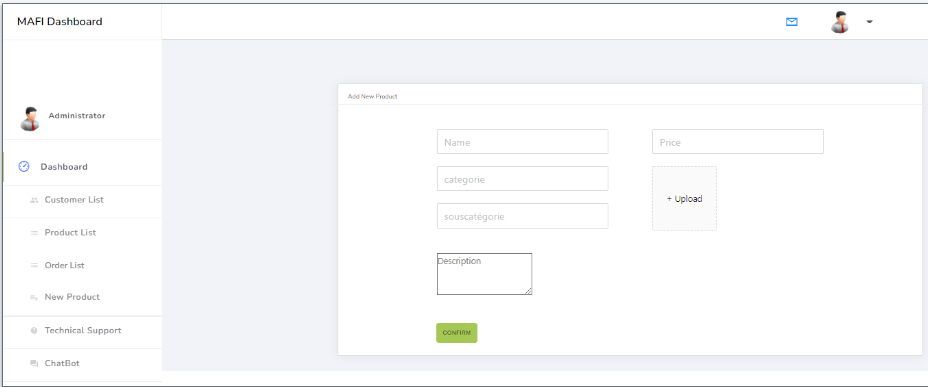 MAFI Dashboard
Administrator
Dashboard
Customer List
Product List
Order List
New Product
Technical Support
ChatBot
Add New Product
Name
Price
categorie
+ Upload
souscatégorie
Description
CONFIRM